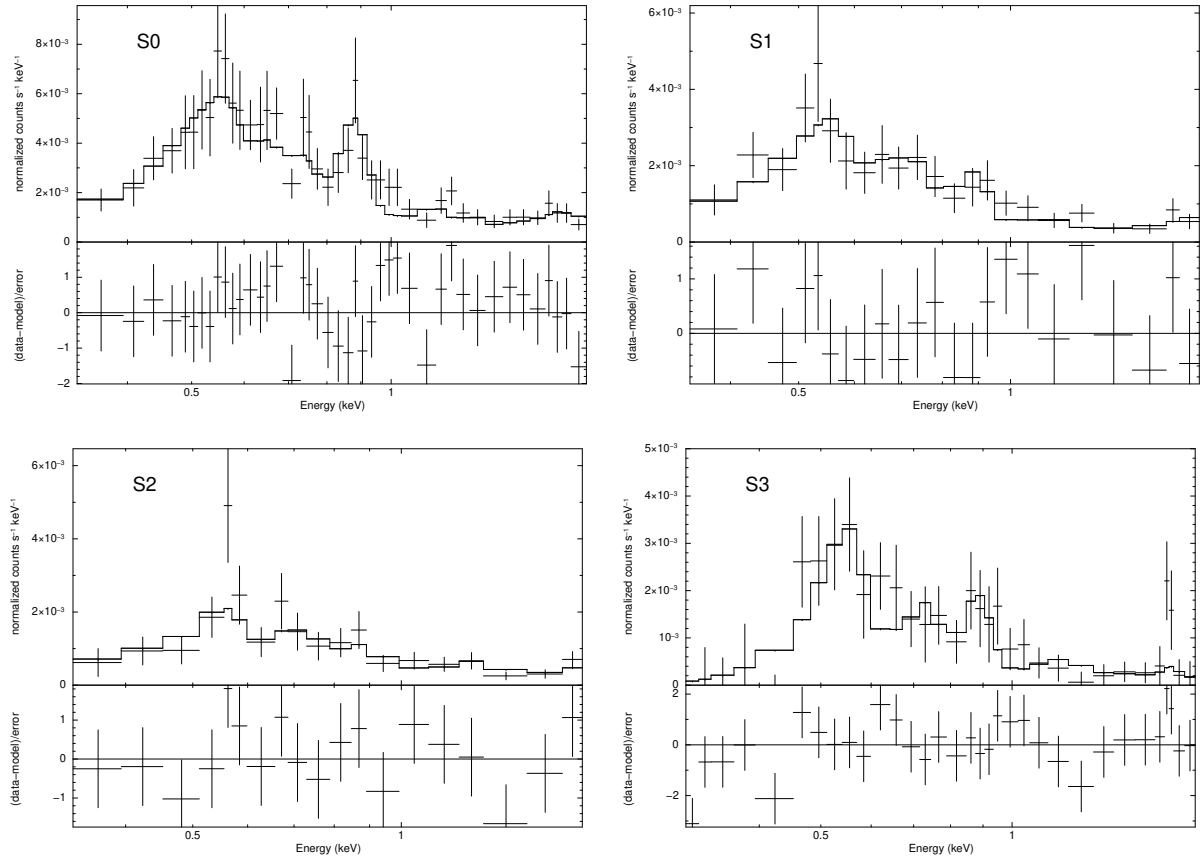 S0
8×10⁻³
6×10⁻³
4×10⁻³
2×10⁻³
0
normalized counts s⁻¹ keV⁻¹
1
0
−1
−2
(data−model)/error
0.5
1
Energy (keV)
S1
6×10⁻³
4×10⁻³
2×10⁻³
0
normalized counts s⁻¹ keV⁻¹
1
0
(data−model)/error
0.5
1
Energy (keV)
S2
6×10⁻³
4×10⁻³
2×10⁻³
0
normalized counts s⁻¹ keV⁻¹
1
0
−1
(data−model)/error
0.5
1
Energy (keV)
S3
5×10⁻³
4×10⁻³
3×10⁻³
2×10⁻³
10⁻³
0
normalized counts s⁻¹ keV⁻¹
2
0
−2
(data−model)/error
0.5
1
Energy (keV)